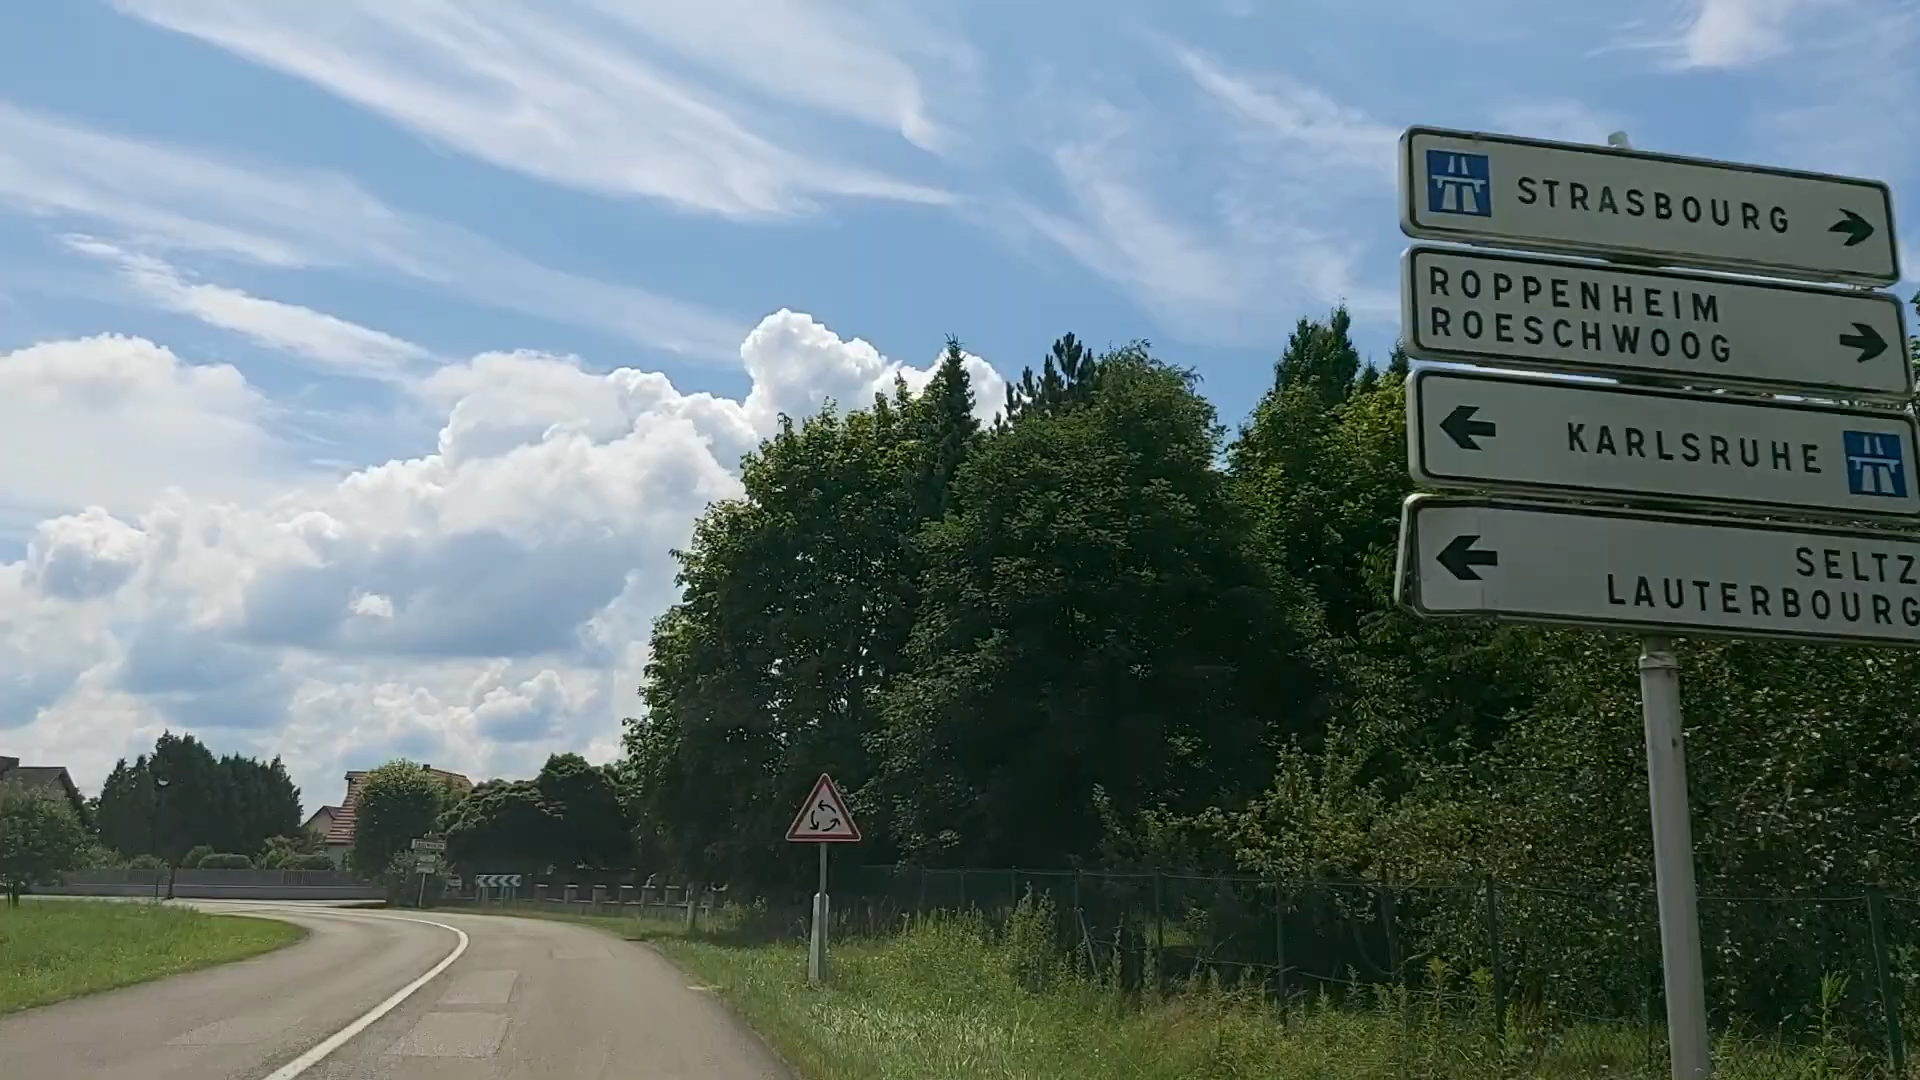 STRASBOURG
ROPPENHEIM
ROESCHWOOG
KARLSRUHE
SELTZ
LAUTERBOURG